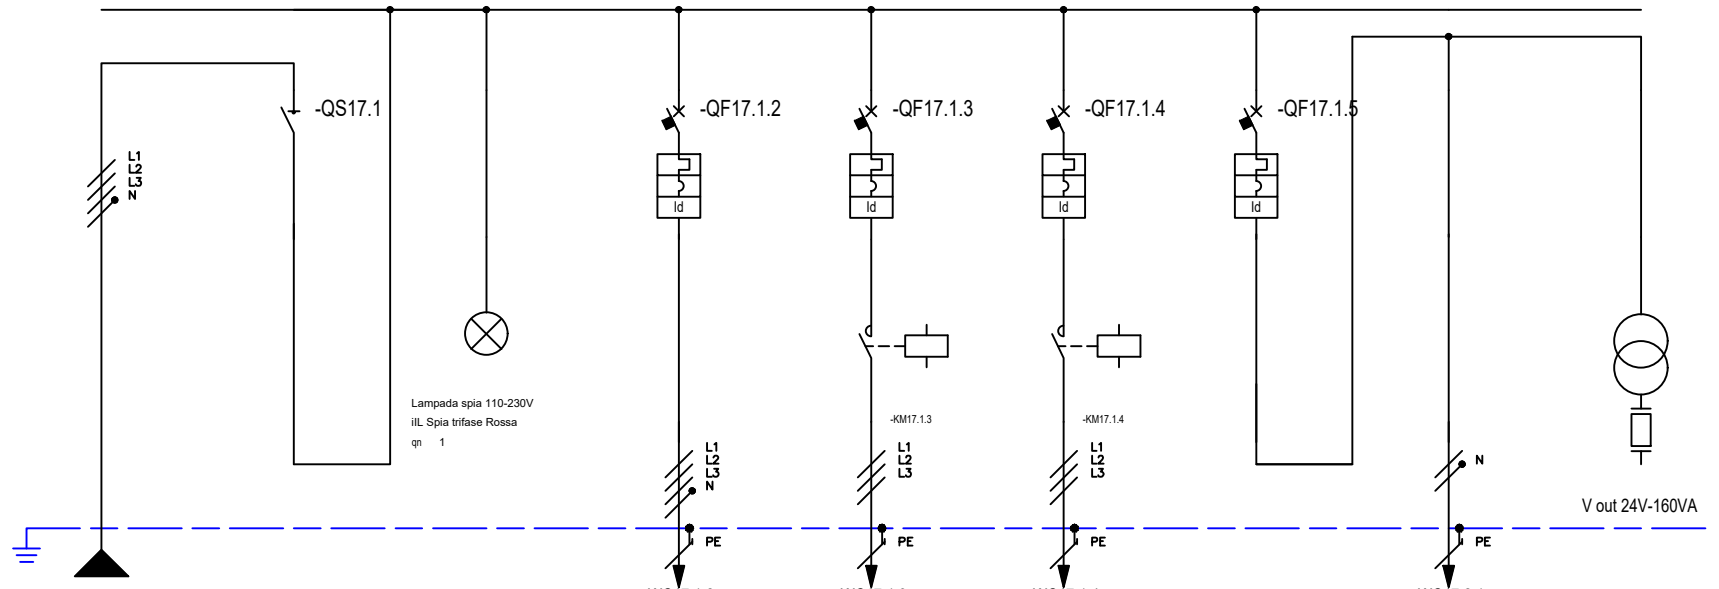 -QS17.1
-QF17.1.2
-QF17.1.3
-QF17.1.4
-QF17.1.5
L1
L2
L3
N
Id
Id
Id
Id
Lampada spia 110-230V
iIL Spia trifase Rossa
qn 1
-KM17.1.3
-KM17.1.4
L1
L2
L3
N
L1
L2
L3
L1
L2
L3
N
V out 24V-160VA
PE
PE
PE
PE